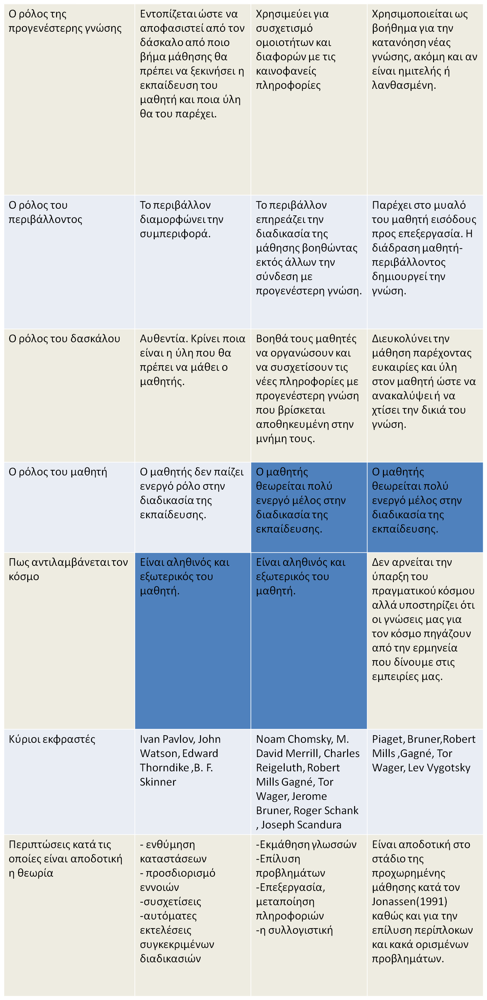 Ο ρόλος της
προγενέστερης γνώσης
Εντοπίζεται ώστε να
αποφασιστεί από τον
δάσκαλο από ποιο
βήμα μάθησης θα
πρέπει να ξεκινήσει η
εκπαίδευση του
μαθητή και ποια ύλη
θα του παρέχει.
Χρησιμεύει για
συσχετισμό
ομοιοτήτων και
διαφορών με τις
καινοφανείς
πληροφορίες
Χρησιμοποιείται ως
βοήθημα για την
κατανόηση νέας
γνώσης, ακόμη και αν
είναι ημιτελής ή
λανθασμένη.
Ο ρόλος του
περιβάλλοντος
Το περιβάλλον
διαμορφώνει την
συμπεριφορά.
Το περιβάλλον
επηρεάζει την
διαδικασία της
μάθησης βοηθώντας
εκτός άλλων την
σύνδεση με
προγενέστερη γνώση.
Παρέχει στο μυαλό
του μαθητή εισόδους
προς επεξεργασία. Η
διάδραση μαθητή-
περιβάλλοντος
δημιουργεί την
γνώση.
Ο ρόλος του δασκάλου
Αυθεντία. Κρίνει ποια
είναι η ύλη που θα
πρέπει να μάθει ο
μαθητής.
Βοηθά τους μαθητές
να οργανώσουν και
να συσχετίσουν τις
νέες πληροφορίες με
προγενέστερη γνώση
που βρίσκεται
αποθηκευμένη στην
μνήμη τους.
Διευκολύνει την
μάθηση παρέχοντας
ευκαιρίες και ύλη
στον μαθητή ώστε να
ανακαλύψει ή να
χτίσει την δικιά του
γνώση.
Ο ρόλος του μαθητή
Ο μαθητής δεν παίζει
ενεργό ρόλο στην
διαδικασία της
εκπαίδευσης.
Ο μαθητής
θεωρείται πολύ
ενεργό μέλος στην
διαδικασία της
εκπαίδευσης.
Ο μαθητής
θεωρείται πολύ
ενεργό μέλος στην
διαδικασία της
εκπαίδευσης.
Πως αντιλαμβάνεται τον
κόσμο
Είναι αληθινός και
εξωτερικός του
μαθητή.
Είναι αληθινός και
εξωτερικός του
μαθητή.
Δεν αρνείται την
ύπαρξη του
πραγματικού κόσμου
αλλά υποστηρίζει ότι
οι γνώσεις μας για
τον κόσμο πηγάζουν
από την ερμηνεία
που δίνουμε στις
εμπειρίες μας.
Κύριοι εκφραστές
Ivan Pavlov, John
Watson, Edward
Thorndike ,B. F.
Skinner
Noam Chomsky, M.
David Merrill, Charles
Reigeluth, Robert
Mills Gagné, Tor
Wager, Jerome
Bruner, Roger Schank
, Joseph Scandura
Piaget, Bruner,Robert
Mills ,Gagné, Tor
Wager, Lev Vygotsky
Περιπτώσεις κατά τις
οποίες είναι αποδοτική
η θεωρία
- ενθύμηση
καταστάσεων
- προσδιορισμό
εννοιών
-συσχετίσεις
-αυτόματες
εκτελέσεις
συγκεκριμένων
διαδικασιών
-Εκμάθηση γλωσσών
-Επίλυση
προβλημάτων
-Επεξεργασία,
μεταποίηση
πληροφοριών
-η συλλογιστική
Είναι αποδοτική στο
στάδιο της
προχωρημένης
μάθησης κατά τον
Jonassen(1991)
καθώς και για την
επίλυση περίπλοκων
και κακά ορισμένων
προβλημάτων.